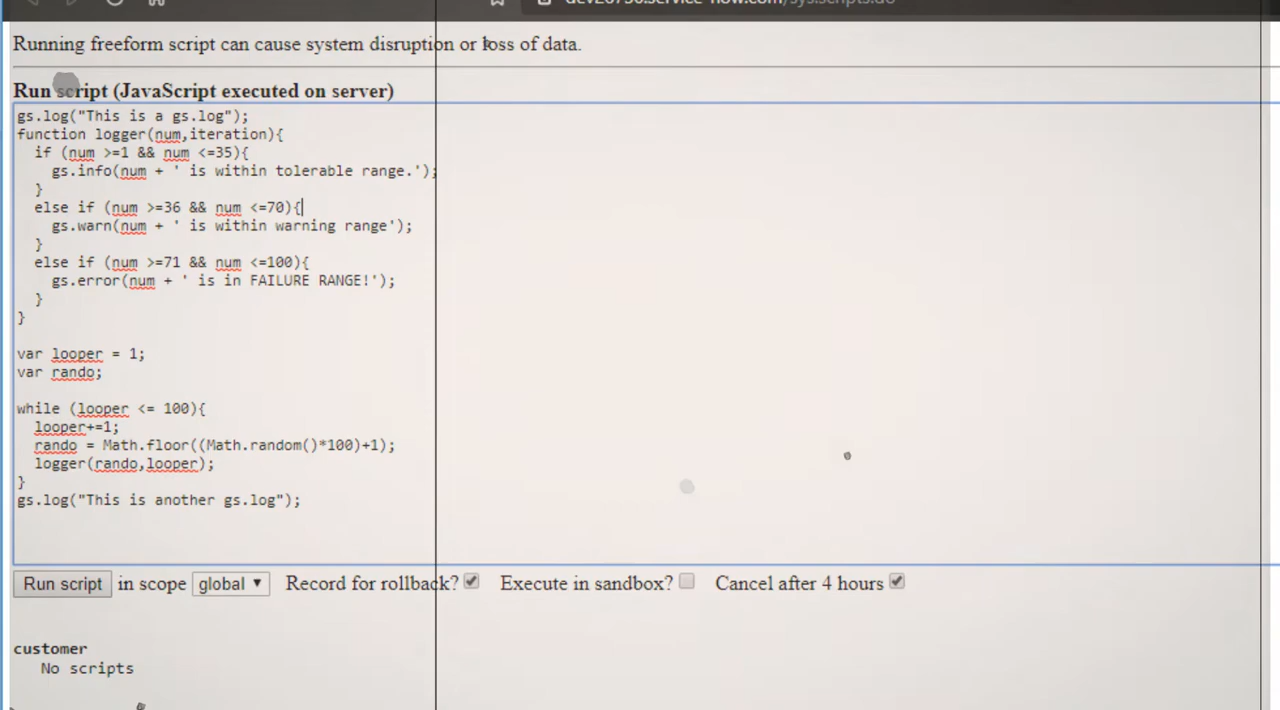 Running freeform script can cause system disruption or loss of data.
Run script (JavaScript executed on server)
gs.log("This is a gs.log");
function logger(num,iteration){
if (num >=1 && num <=35){
gs.info(num + ' is within tolerable range.');
}
else if (num >=36 && num <=70){
gs.warn(num + ' is within warning range');
}
else if (num >=71 && num <=100){
gs.error(num + ' is in FAILURE RANGE!');
}
}
var looper = 1;
var rando;
while (looper <= 100){
looper+=1;
rando = Math.floor((Math.random()*100)+1);
logger(rando,looper);
}
gs.log("This is another gs.log");
Run script in scope global Record for rollback? Execute in sandbox? Cancel after 4 hours
customer
No scripts